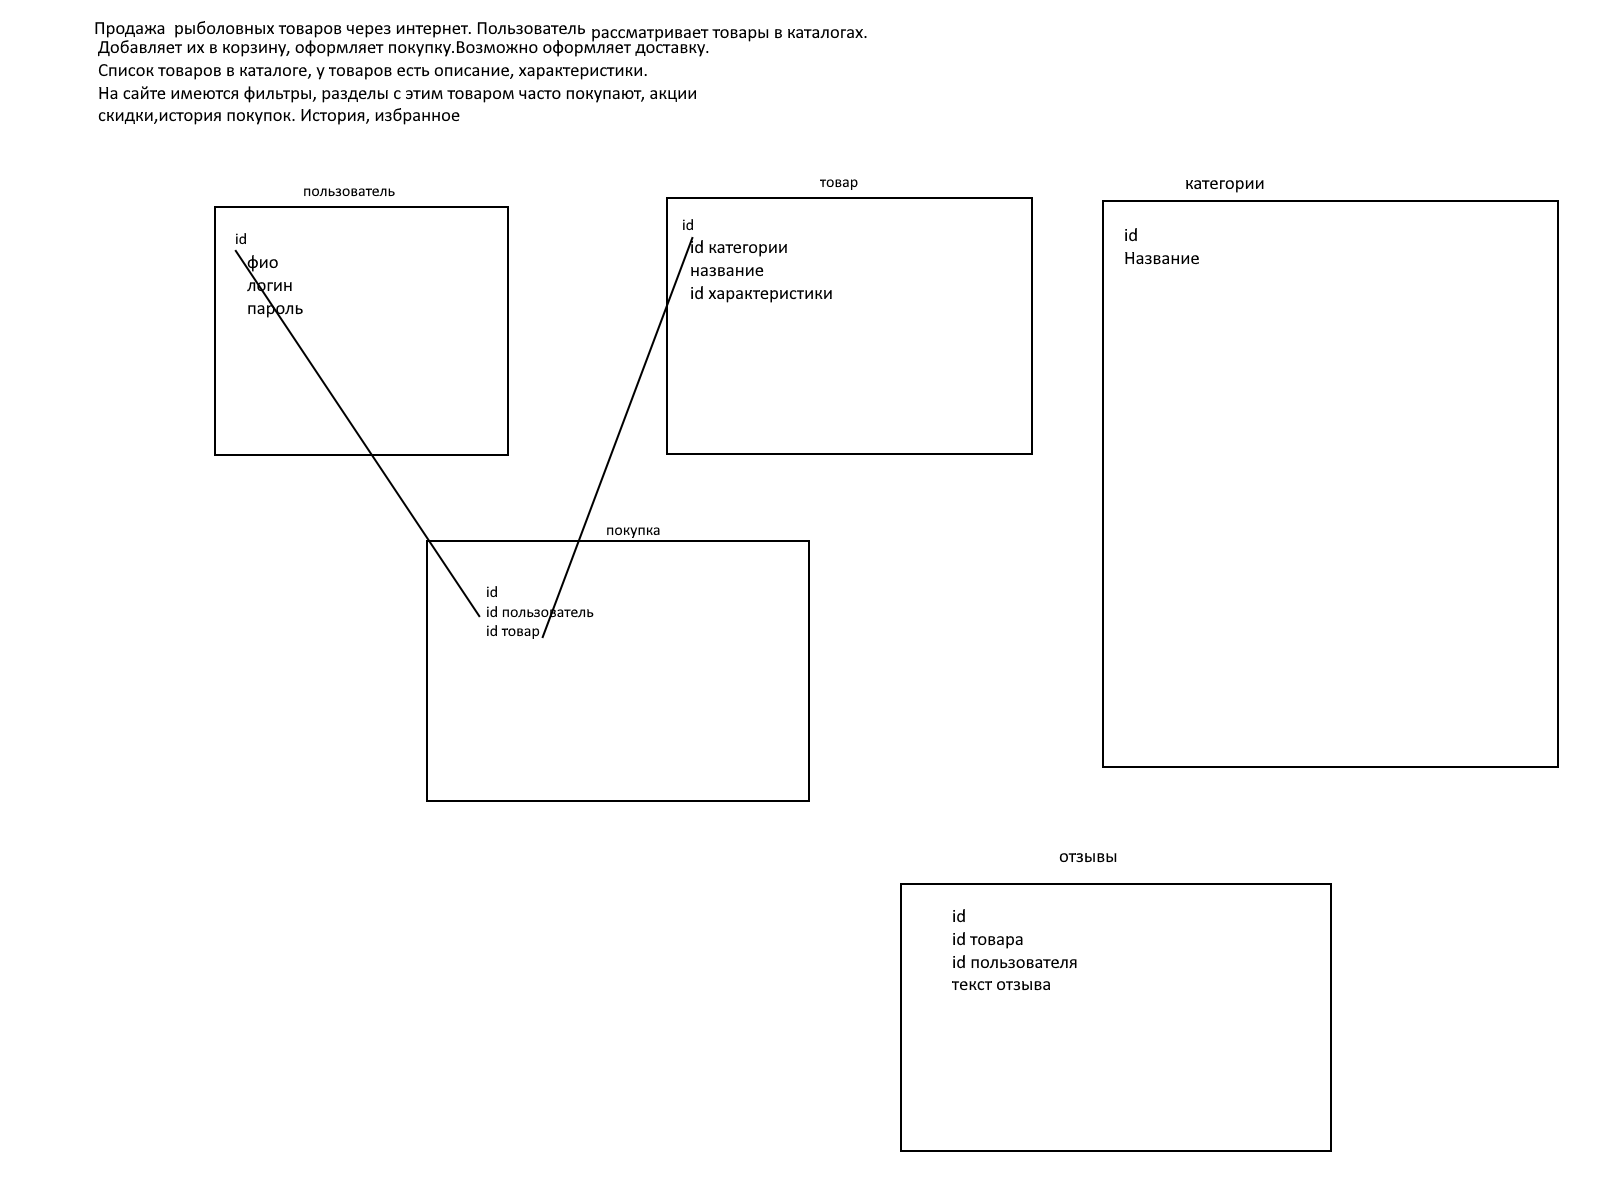 Продажа  рыболовных товаров через интернет. Пользователь рассматривает товары в каталогах.
Добавляет их в корзину, оформляет покупку.Возможно оформляет доставку.
Список товаров в каталоге, у товаров есть описание, характеристики.
На сайте имеются фильтры, разделы с этим товаром часто покупают, акции
скидки,история покупок. История, избранное
пользователь
id
фио
логин
пароль
товар
id
id категории
название
id характеристики
категории
id
Название
покупка
id
id пользователь
id товар
отзывы
id
id товара
id пользователя
текст отзыва